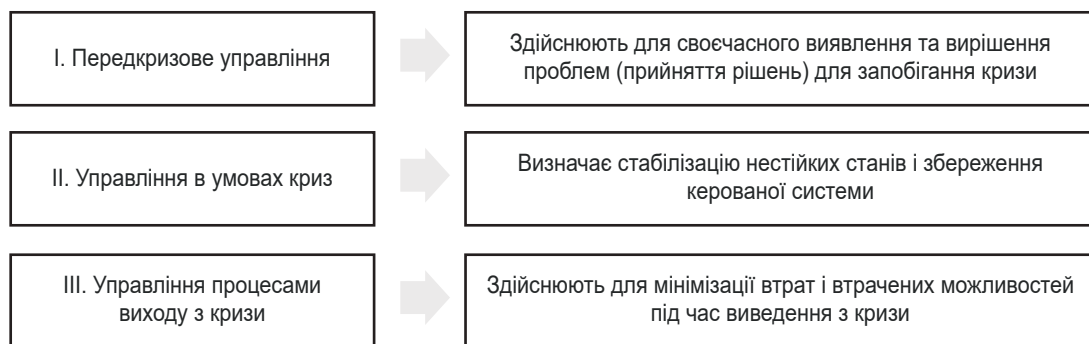 І. Передкризове управління
Здійснюють для своєчасного виявлення та вирішення
проблем (прийняття рішень) для запобігання кризи
ІІ. Управління в умовах криз
Визначає стабілізацію нестійких станів і збереження
керованої системи
ІІІ. Управління процесами
виходу з кризи
Здійснюють для мінімізації втрат і втрачених можливостей
під час виведення з кризи